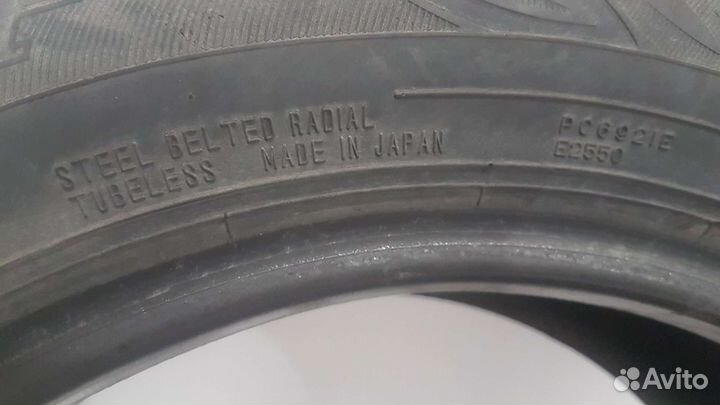 STEEL BELTED RADIAL
TUBELESS MADE IN JAPAN
PCG921E
E2550
Avito